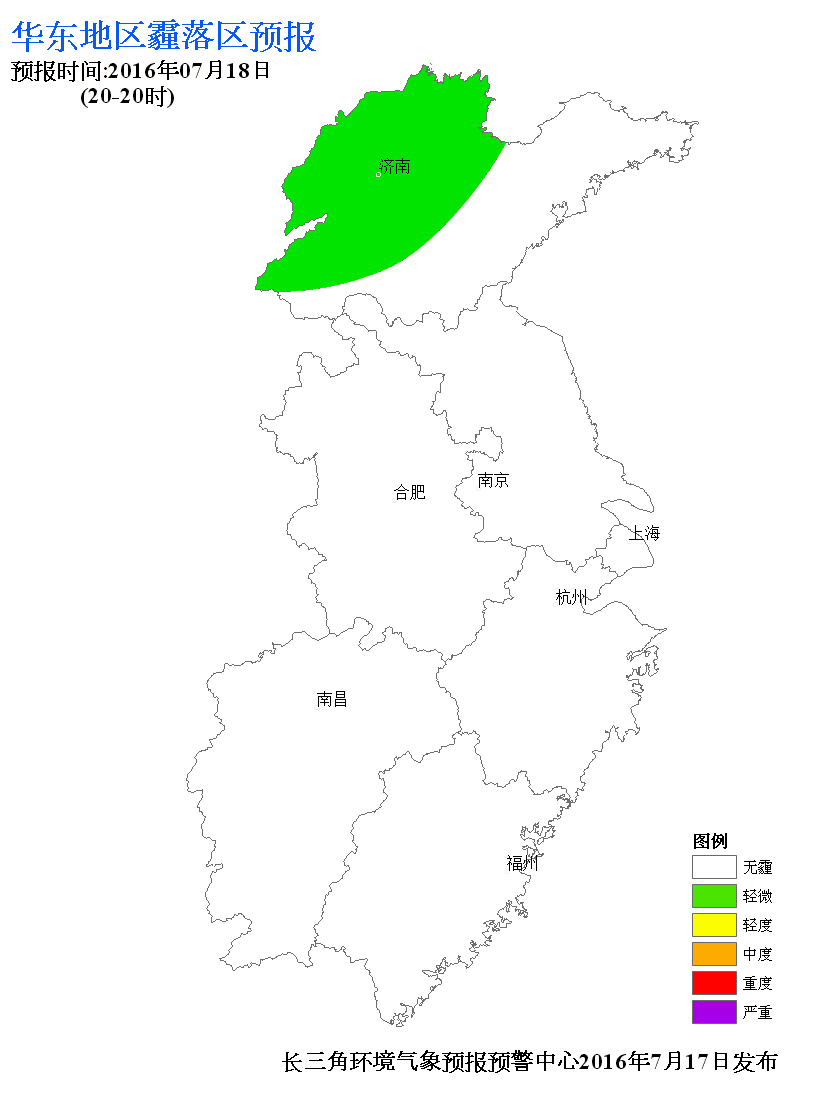 华东地区霾落区预报
预报时间:2016年07月18日
(20-20时)
济南
南京
合肥
上海
杭州
南昌
福州
图例
无霾
轻微
轻度
中度
重度
严重
长三角环境气象预报预警中心2016年7月17日发布